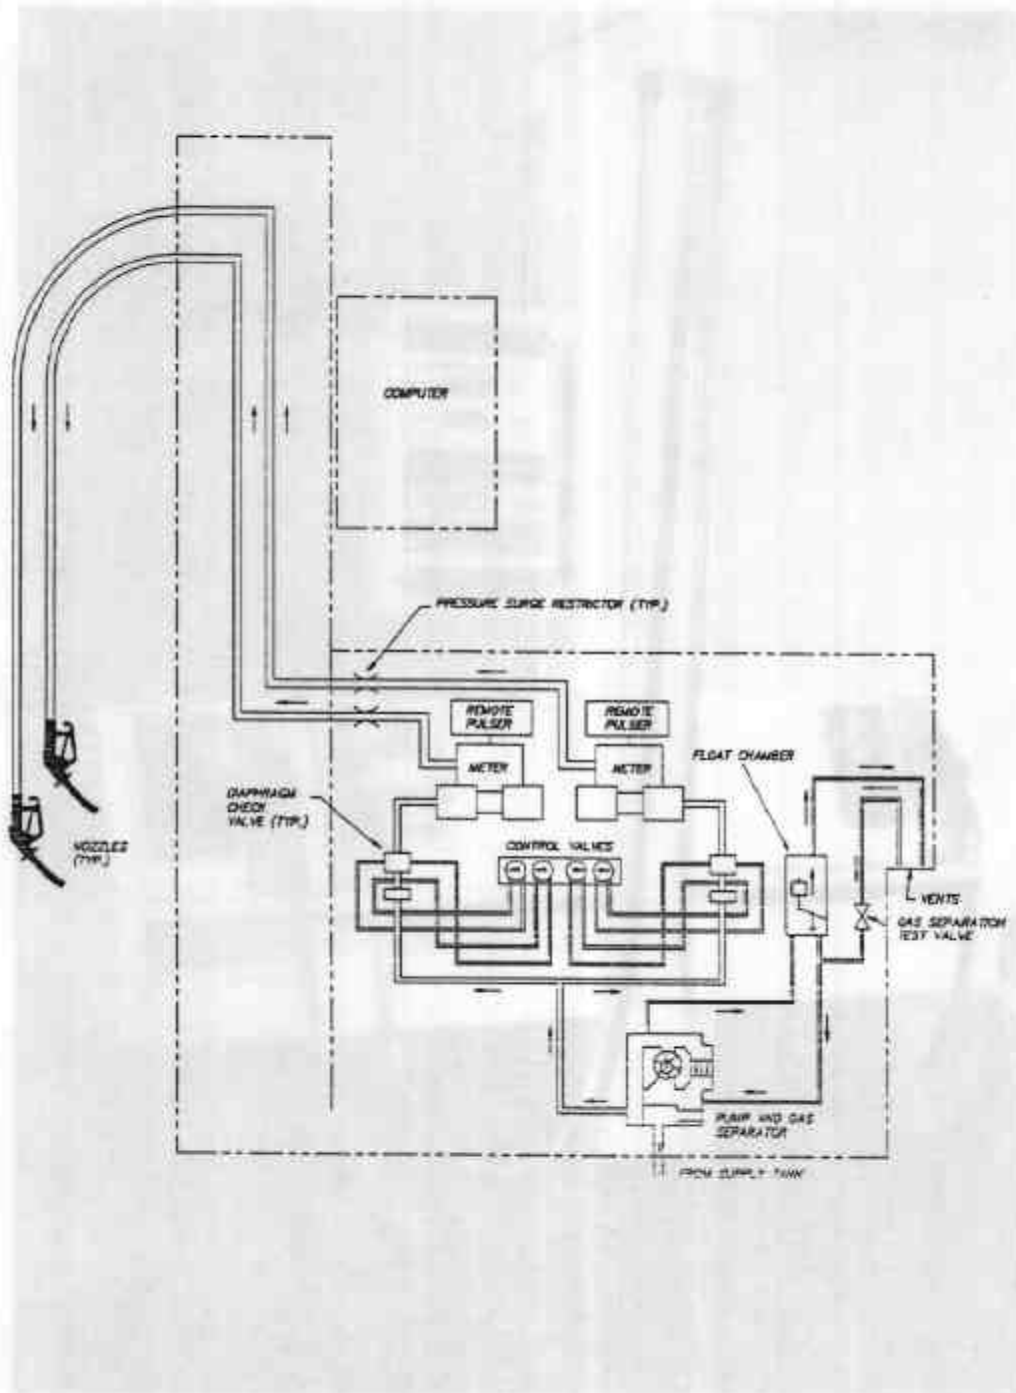 COMPUTER
PRESSURE SURGE RESTRICTOR (TYP.)
REMOTE
PULSER
REMOTE
PULSER
METER
METER
FLOAT CHAMBER
DIAPHRAGM
CHECK
VALVE (TYP.)
NOZZLES
(TYP.)
CONTROL VALVES
VENTS
GAS SEPARATION
TEST VALVE
PUMP AND GAS
SEPARATOR
FROM SUPPLY TANK